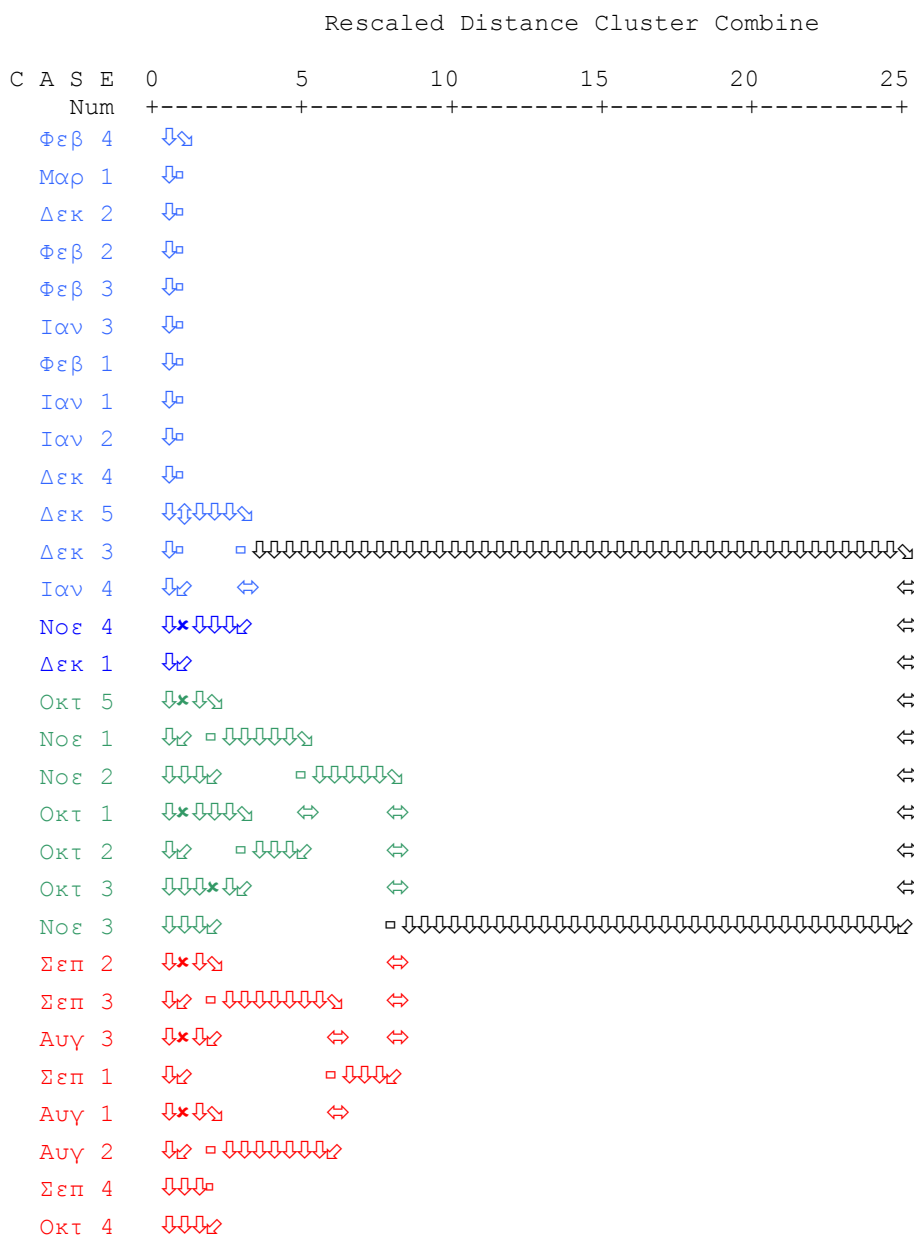 Rescaled Distance Cluster Combine
C A S E 0 5 10 15 20 25
Num +---------+---------+---------+---------+---------+
Φεβ 4 ⇩⇘
Μαρ 1 ⇩▫
Δεκ 2 ⇩▫
Φεβ 2 ⇩▫
Φεβ 3 ⇩▫
Ιαν 3 ⇩▫
Φεβ 1 ⇩▫
Ιαν 1 ⇩▫
Ιαν 2 ⇩▫
Δεκ 4 ⇩▫
Δεκ 5 ⇩⇕⇩⇩⇩⇘
Δεκ 3 ⇩▫ ▫⇩⇩⇩⇩⇩⇩⇩⇩⇩⇩⇩⇩⇩⇩⇩⇩⇩⇩⇩⇩⇩⇩⇩⇩⇩⇩⇩⇩⇩⇩⇩⇩⇩⇩⇩⇩⇩⇩⇩⇩⇩⇩⇩⇘
Ιαν 4 ⇩⇙ ⇔ ⇔
Νοε 4 ⇩×⇩⇩⇩⇙ ⇔
Δεκ 1 ⇩⇙ ⇔
Οκτ 5 ⇩×⇩⇘ ⇔
Νοε 1 ⇩⇙ ▫⇩⇩⇩⇩⇩⇘ ⇔
Νοε 2 ⇩⇩⇩⇙ ▫⇩⇩⇩⇩⇩⇘ ⇔
Οκτ 1 ⇩×⇩⇩⇩⇘ ⇔ ⇔ ⇔
Οκτ 2 ⇩⇙ ▫⇩⇩⇩⇙ ⇔ ⇔
Οκτ 3 ⇩⇩⇩×⇩⇙ ⇔ ⇔
Νοε 3 ⇩⇩⇩⇙ ▫⇩⇩⇩⇩⇩⇩⇩⇩⇩⇩⇩⇩⇩⇩⇩⇩⇩⇩⇩⇩⇩⇩⇩⇩⇩⇩⇩⇩⇩⇩⇩⇩⇩⇙
Σεπ 2 ⇩×⇩⇘ ⇔
Σεπ 3 ⇩⇙ ▫⇩⇩⇩⇩⇩⇩⇩⇘ ⇔
Αυγ 3 ⇩×⇩⇙ ⇔ ⇔
Σεπ 1 ⇩⇙ ▫⇩⇩⇩⇙
Αυγ 1 ⇩×⇩⇘ ⇔
Αυγ 2 ⇩⇙ ▫⇩⇩⇩⇩⇩⇩⇩⇙
Σεπ 4 ⇩⇩⇩▫
Οκτ 4 ⇩⇩⇩⇙